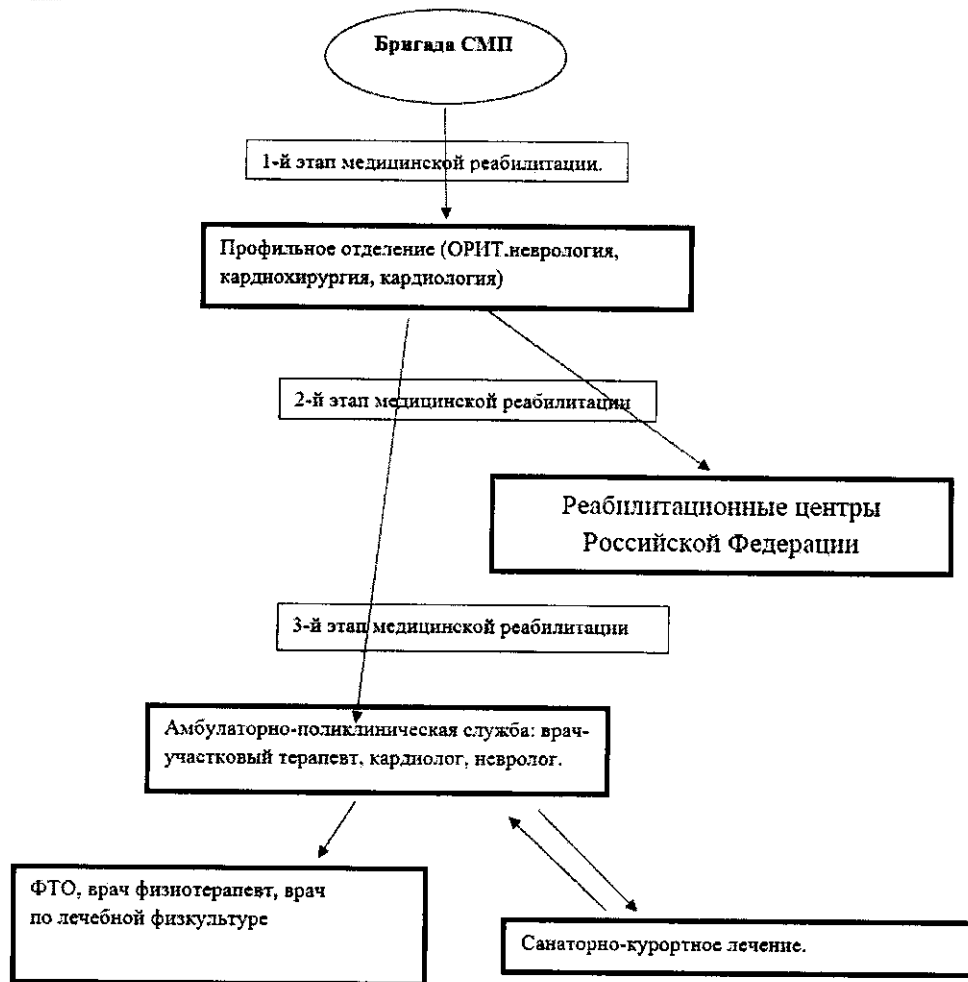 Бригада СМП
1-й этап медицинской реабилитации.
Профильное отделение (ОРИТ.неврология,
кардиохирургия, кардиология)
2-й этап медицинской реабилитации
Реабилитационные центры
Российской Федерации
3-й этап медицинской реабилитации
Амбулаторно-поликлиническая служба: врач-
участковый терапевт, кардиолог, невролог.
ФТО, врач физиотерапевт, врач
по лечебной физкультуре
Санаторно-курортное лечение.